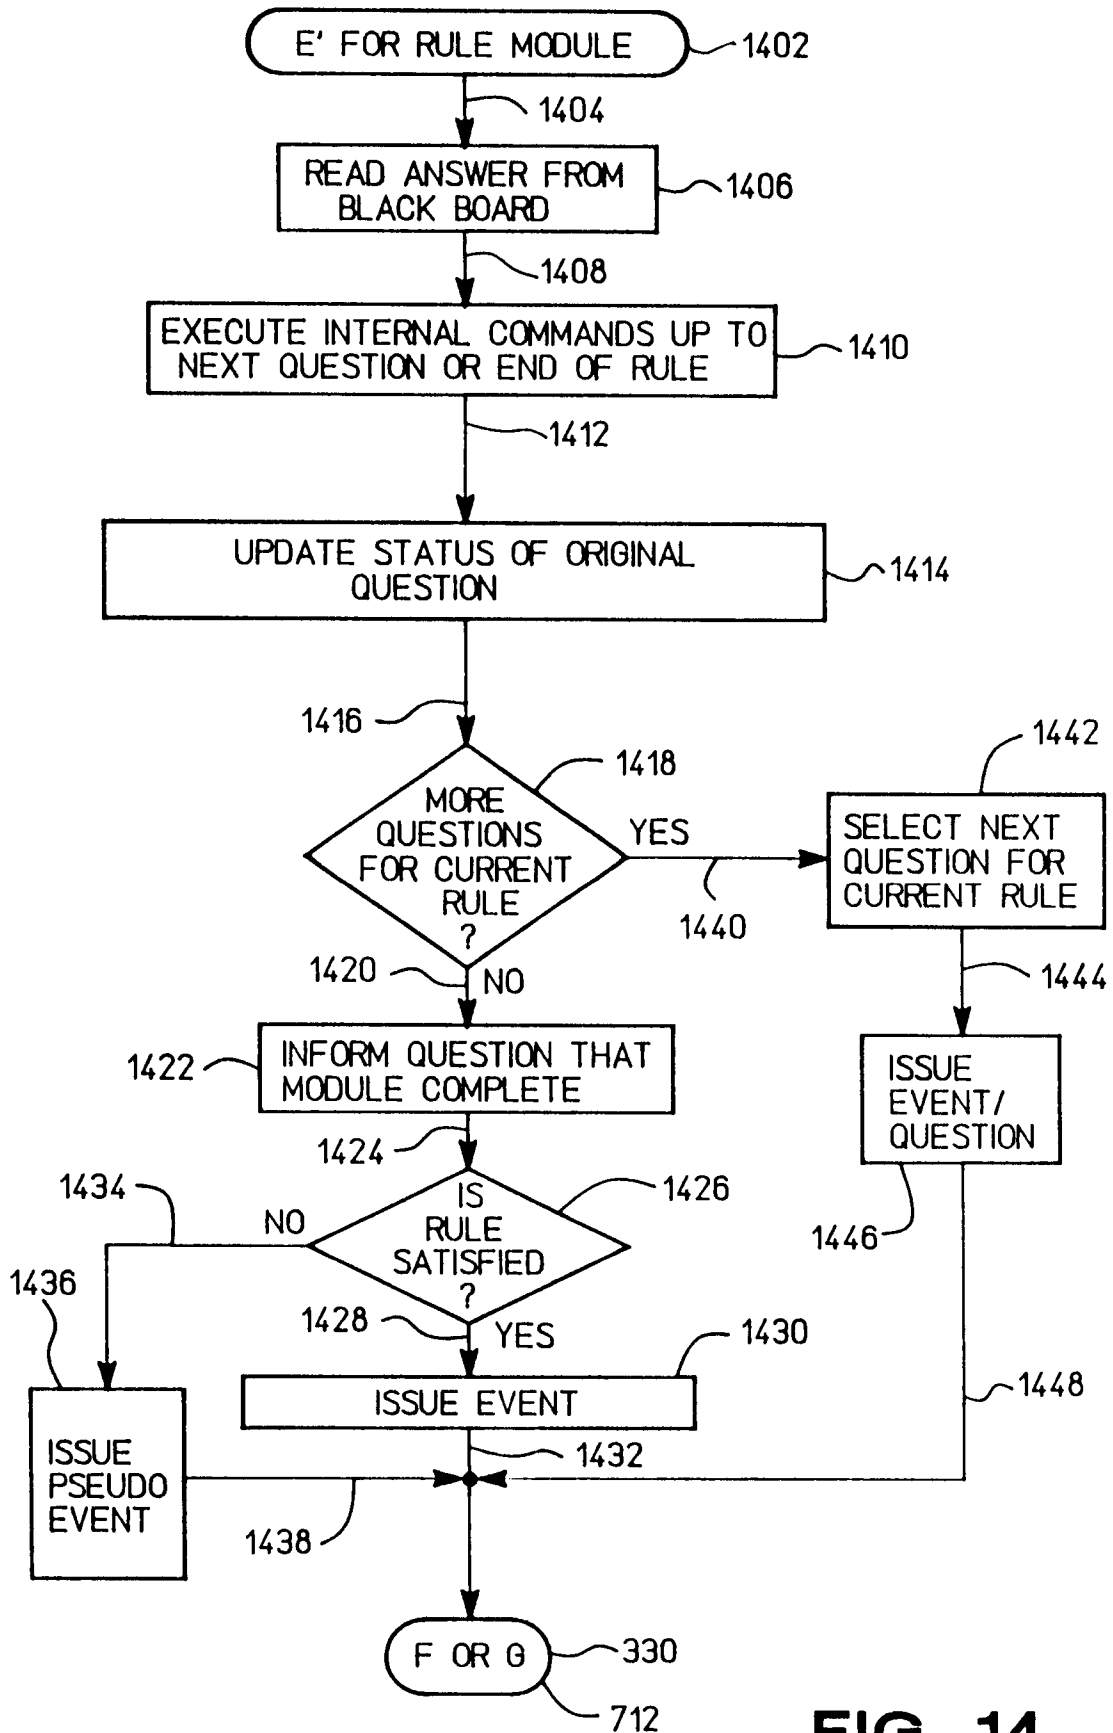 E' FOR RULE MODULE
1402
1404
READ ANSWER FROM
BLACK BOARD
1406
1408
EXECUTE INTERNAL COMMANDS UP TO
NEXT QUESTION OR END OF RULE
1410
1412
UPDATE STATUS OF ORIGINAL
QUESTION
1414
1416
1418
MORE
QUESTIONS
FOR CURRENT
RULE
?
YES
1440
1442
SELECT NEXT
QUESTION FOR
CURRENT RULE
1444
ISSUE
EVENT/
QUESTION
1446
1448
1420
NO
1422
INFORM QUESTION THAT
MODULE COMPLETE
1424
1426
IS
RULE
SATISFIED
?
NO
1434
1436
ISSUE
PSEUDO
EVENT
1438
1428
YES
1430
ISSUE EVENT
1432
F OR G
330
712
FIG. 14